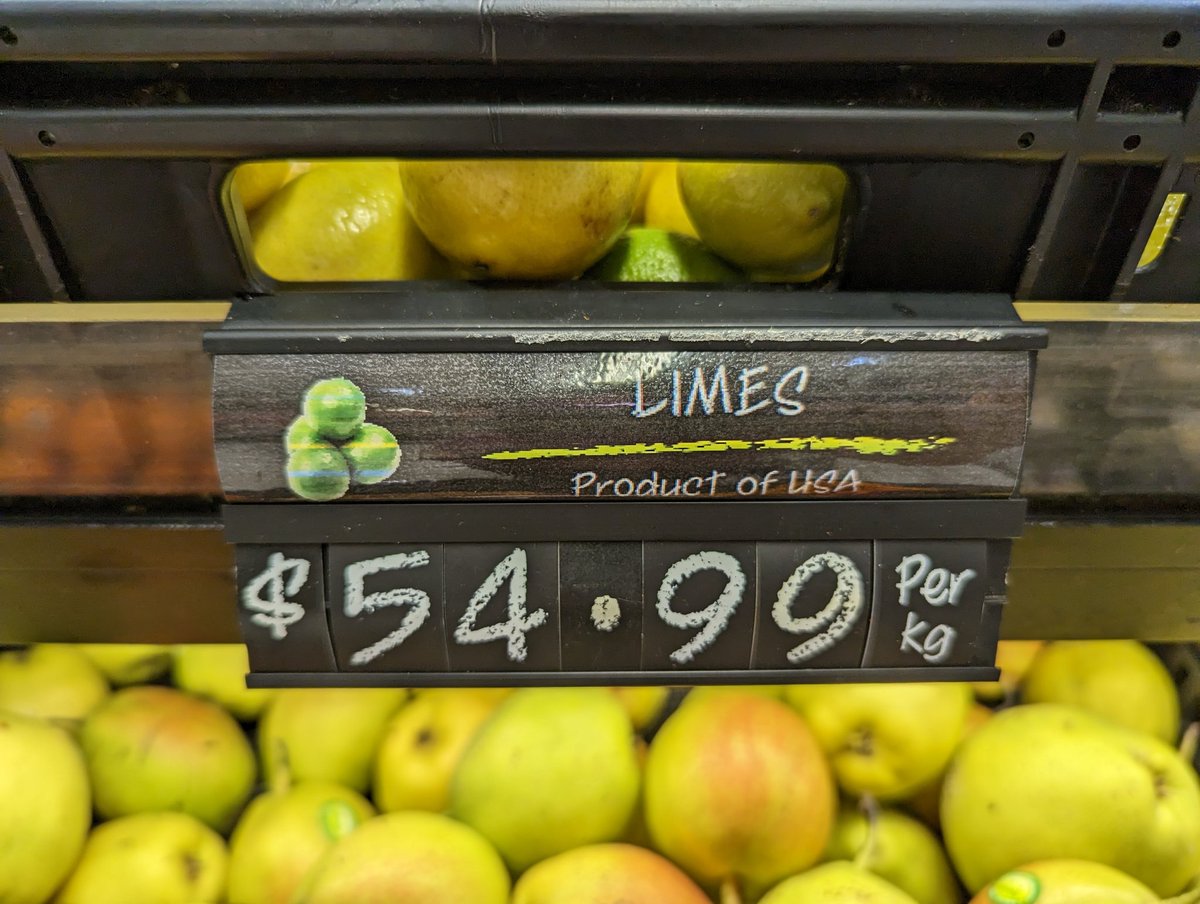 LIMES
Product of USA
$54.99 Per kg